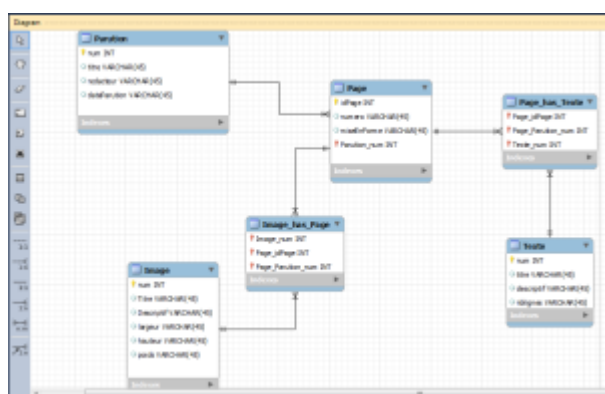 Diagram
Parution
num INT
titre VARCHAR(45)
redacteur VARCHAR(45)
dateParution VARCHAR(45)
Indexes
Page
idPage INT
numero VARCHAR(45)
miseEnForme VARCHAR(45)
Parution_num INT
Indexes
Page_has_Texte
Page_idPage INT
Page_Parution_num INT
Texte_num INT
Indexes
Image_has_Page
Image_num INT
Page_idPage INT
Page_Parution_num INT
Indexes
Texte
num INT
titre VARCHAR(45)
descriptif VARCHAR(45)
Indexes
Image
num INT
Titre VARCHAR(45)
Descriptif VARCHAR(45)
largeur VARCHAR(45)
hauteur VARCHAR(45)
poids VARCHAR(45)
Indexes